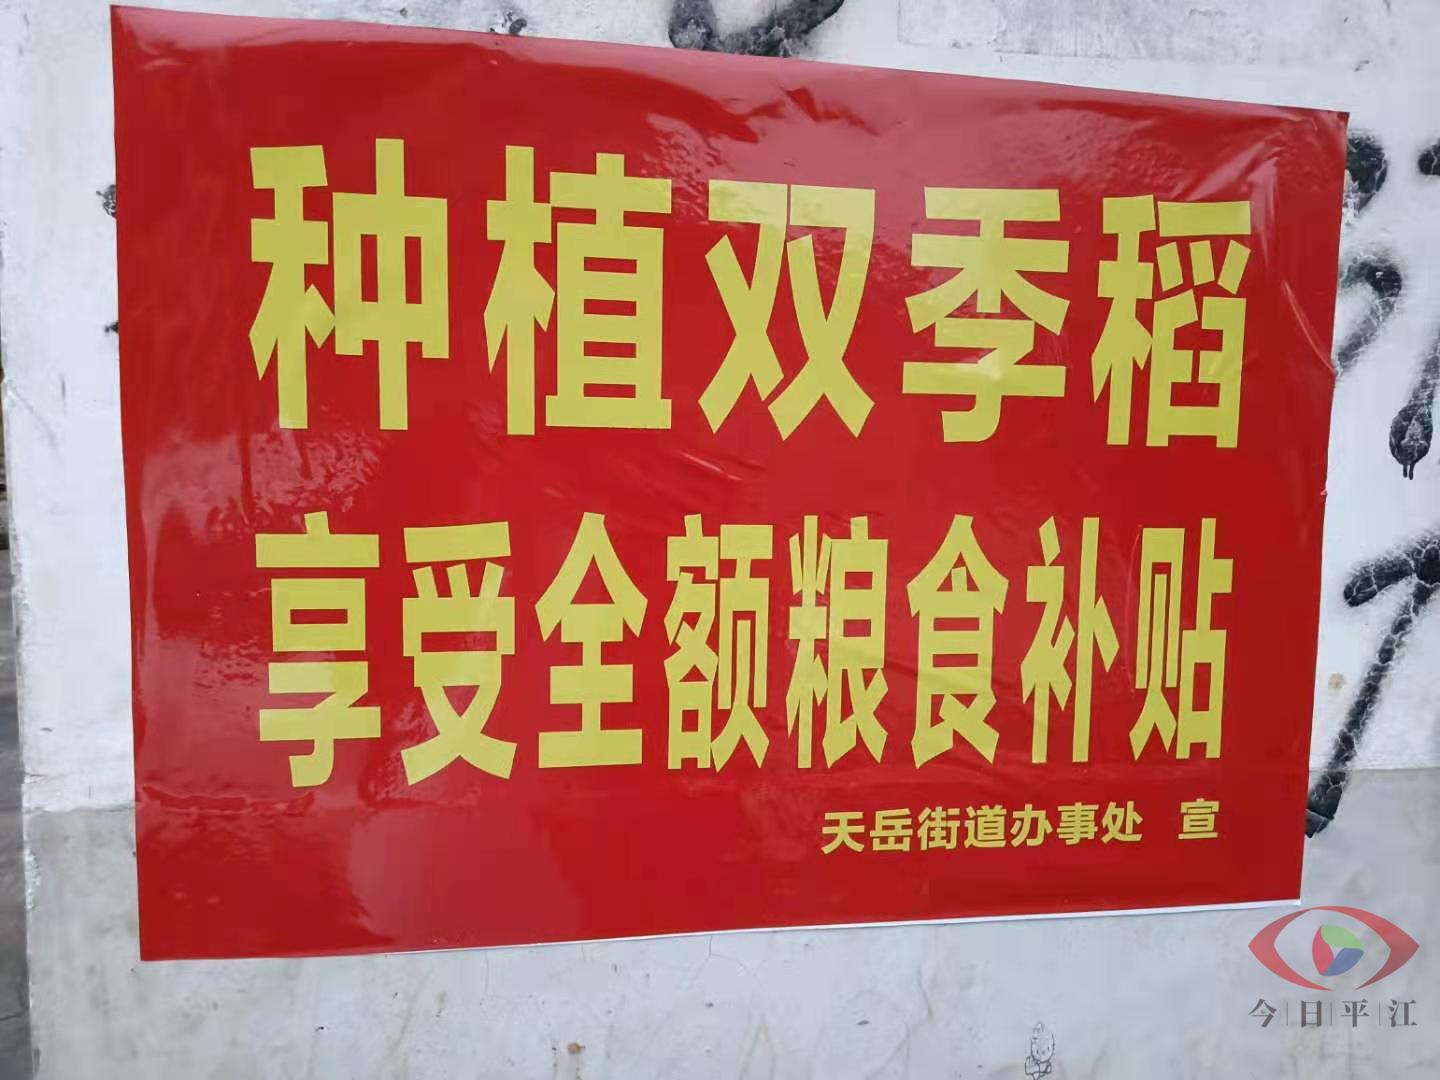 种植双季稻
享受全额粮食补贴
天岳街道办事处 宣
今日平江